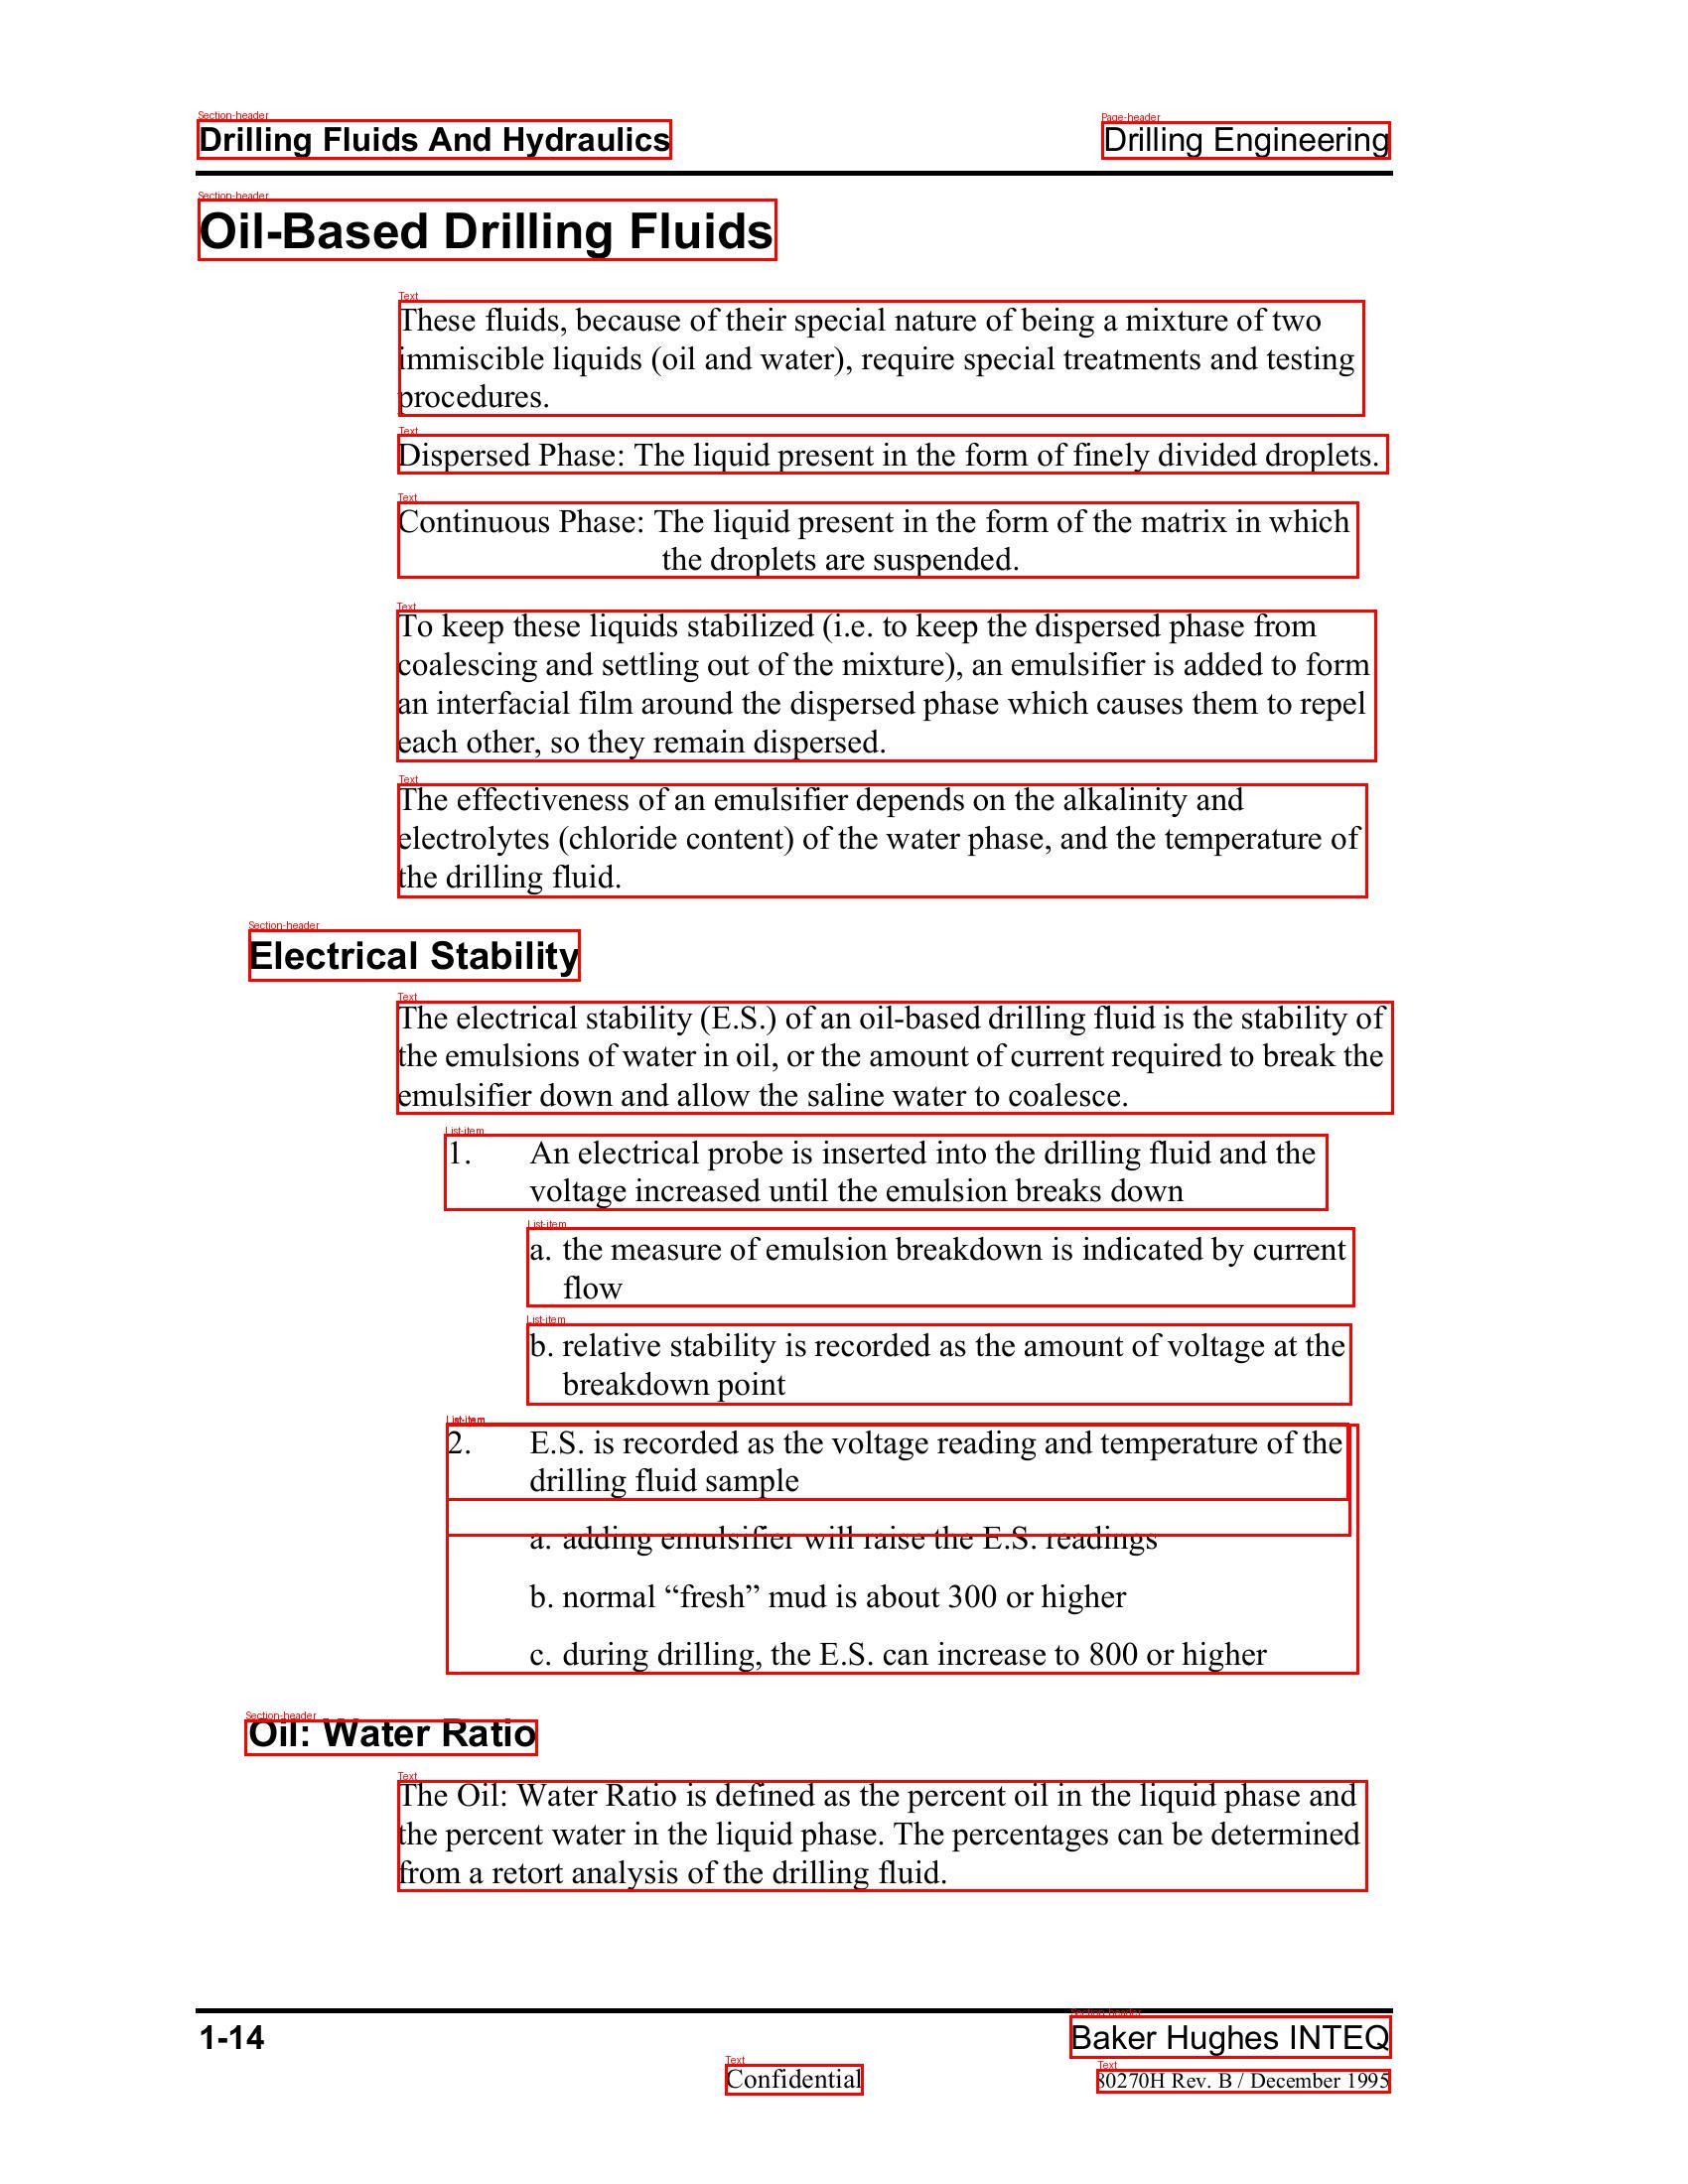 Section-header
Page-header
Drilling Fluids And Hydraulics
Drilling Engineering
Section-header
Oil-Based Drilling Fluids
Text
These fluids, because of their special nature of being a mixture of two
immiscible liquids (oil and water), require special treatments and testing
procedures.
Text
Dispersed Phase: The liquid present in the form of finely divided droplets.
Text
Continuous Phase: The liquid present in the form of the matrix in which
the droplets are suspended.
Text
To keep these liquids stabilized (i.e. to keep the dispersed phase from
coalescing and settling out of the mixture), an emulsifier is added to form
an interfacial film around the dispersed phase which causes them to repel
each other, so they remain dispersed.
Text
The effectiveness of an emulsifier depends on the alkalinity and
electrolytes (chloride content) of the water phase, and the temperature of
the drilling fluid.
Section-header
Electrical Stability
Text
The electrical stability (E.S.) of an oil-based drilling fluid is the stability of
the emulsions of water in oil, or the amount of current required to break the
emulsifier down and allow the saline water to coalesce.
List-item
1. An electrical probe is inserted into the drilling fluid and the
voltage increased until the emulsion breaks down
List-item
a. the measure of emulsion breakdown is indicated by current
flow
List-item
b. relative stability is recorded as the amount of voltage at the
breakdown point
List-item
2. E.S. is recorded as the voltage reading and temperature of the
drilling fluid sample
a. adding emulsifier will raise the E.S. readings
b. normal “fresh” mud is about 300 or higher
c. during drilling, the E.S. can increase to 800 or higher
Section-header
Oil: Water Ratio
Text
The Oil: Water Ratio is defined as the percent oil in the liquid phase and
the percent water in the liquid phase. The percentages can be determined
from a retort analysis of the drilling fluid.
Section-header
1-14
Baker Hughes INTEQ
Text
Confidential
Text
80270H Rev. B / December 1995